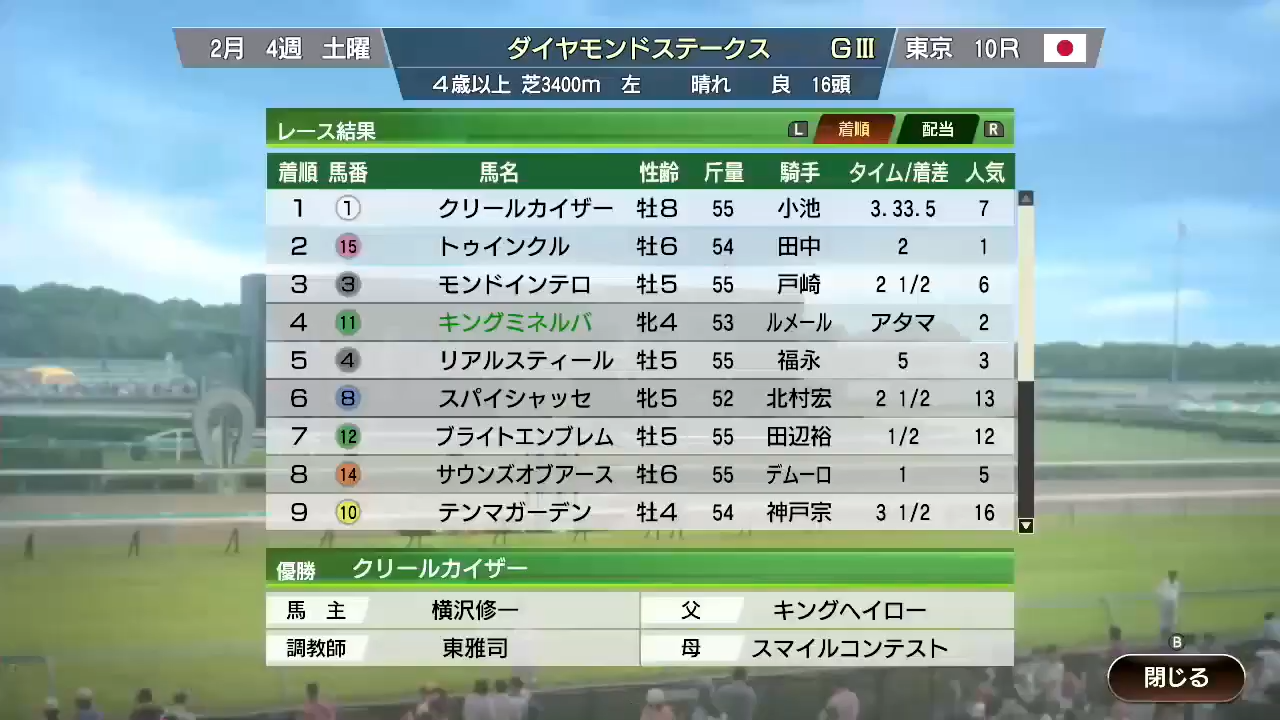 2月 4週 土曜 ダイヤモンドステークス GⅢ 東京 10R
4歳以上 芝3400m 左 晴れ 良 16頭
レース結果 L 着順 配当 R
着順 馬番 馬名 性齢 斤量 騎手 タイム/着差 人気
1 1 クリールカイザー 牡8 55 小池 3.33.5 7
2 15 トゥインクル 牡6 54 田中 2 1
3 3 モンドインテロ 牡5 55 戸崎 2 1/2 6
4 11 キングミネルバ 牝4 53 ルメール アタマ 2
5 4 リアルスティール 牡5 55 福永 5 3
6 8 スパイシャッセ 牝5 52 北村宏 2 1/2 13
7 12 ブライトエンブレム 牡5 55 田辺裕 1/2 12
8 14 サウンズオブアース 牡6 55 デムーロ 1 5
9 10 テンマガーデン 牡4 54 神戸宗 3 1/2 16
優勝 クリールカイザー
馬主 横沢修一 父 キングヘイロー
調教師 東雅司 母 スマイルコンテスト
B
閉じる